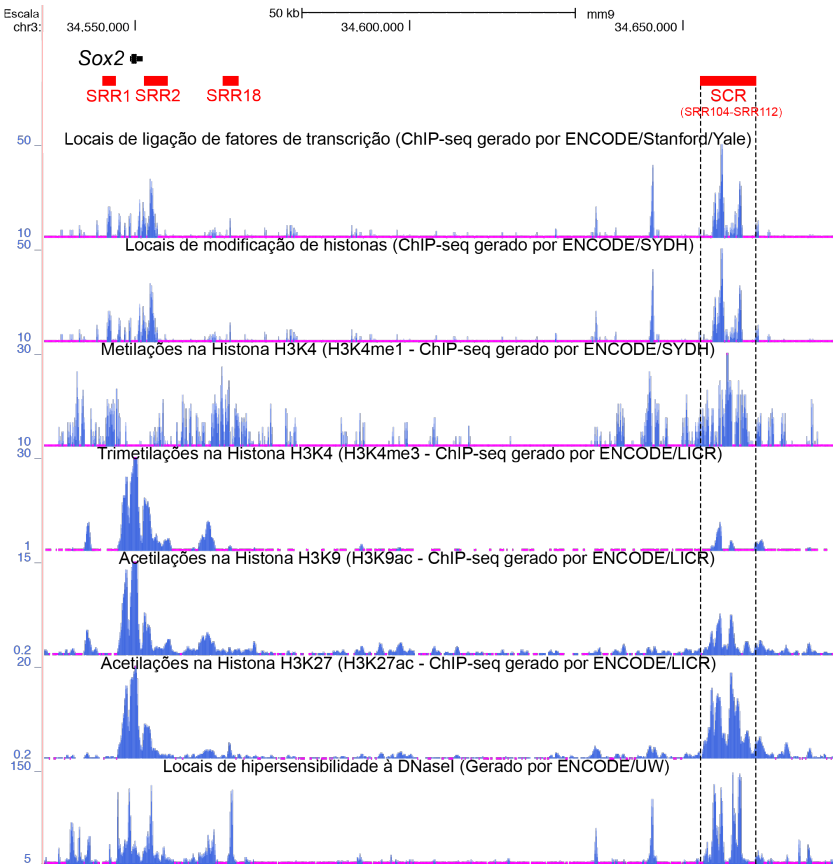 Escala 50 kb mm9
chr3: 34.550.000 34.600.000 34.650.000
Sox2
SRR1 SRR2 SRR18 SCR
(SRR104-SRR112)
50 Locais de ligação de fatores de transcrição (ChIP-seq gerado por ENCODE/Stanford/Yale)
10
50 Locais de modificação de histonas (ChIP-seq gerado por ENCODE/SYDH)
10
30 Metilações na Histona H3K4 (H3K4me1 - ChIP-seq gerado por ENCODE/SYDH)
10
30 Trimetilações na Histona H3K4 (H3K4me3 - ChIP-seq gerado por ENCODE/LICR)
1
15 Acetilações na Histona H3K9 (H3K9ac - ChIP-seq gerado por ENCODE/LICR)
0.2
20 Acetilações na Histona H3K27 (H3K27ac - ChIP-seq gerado por ENCODE/LICR)
0.2
150 Locais de hipersensibilidade à DNaseI (Gerado por ENCODE/UW)
5